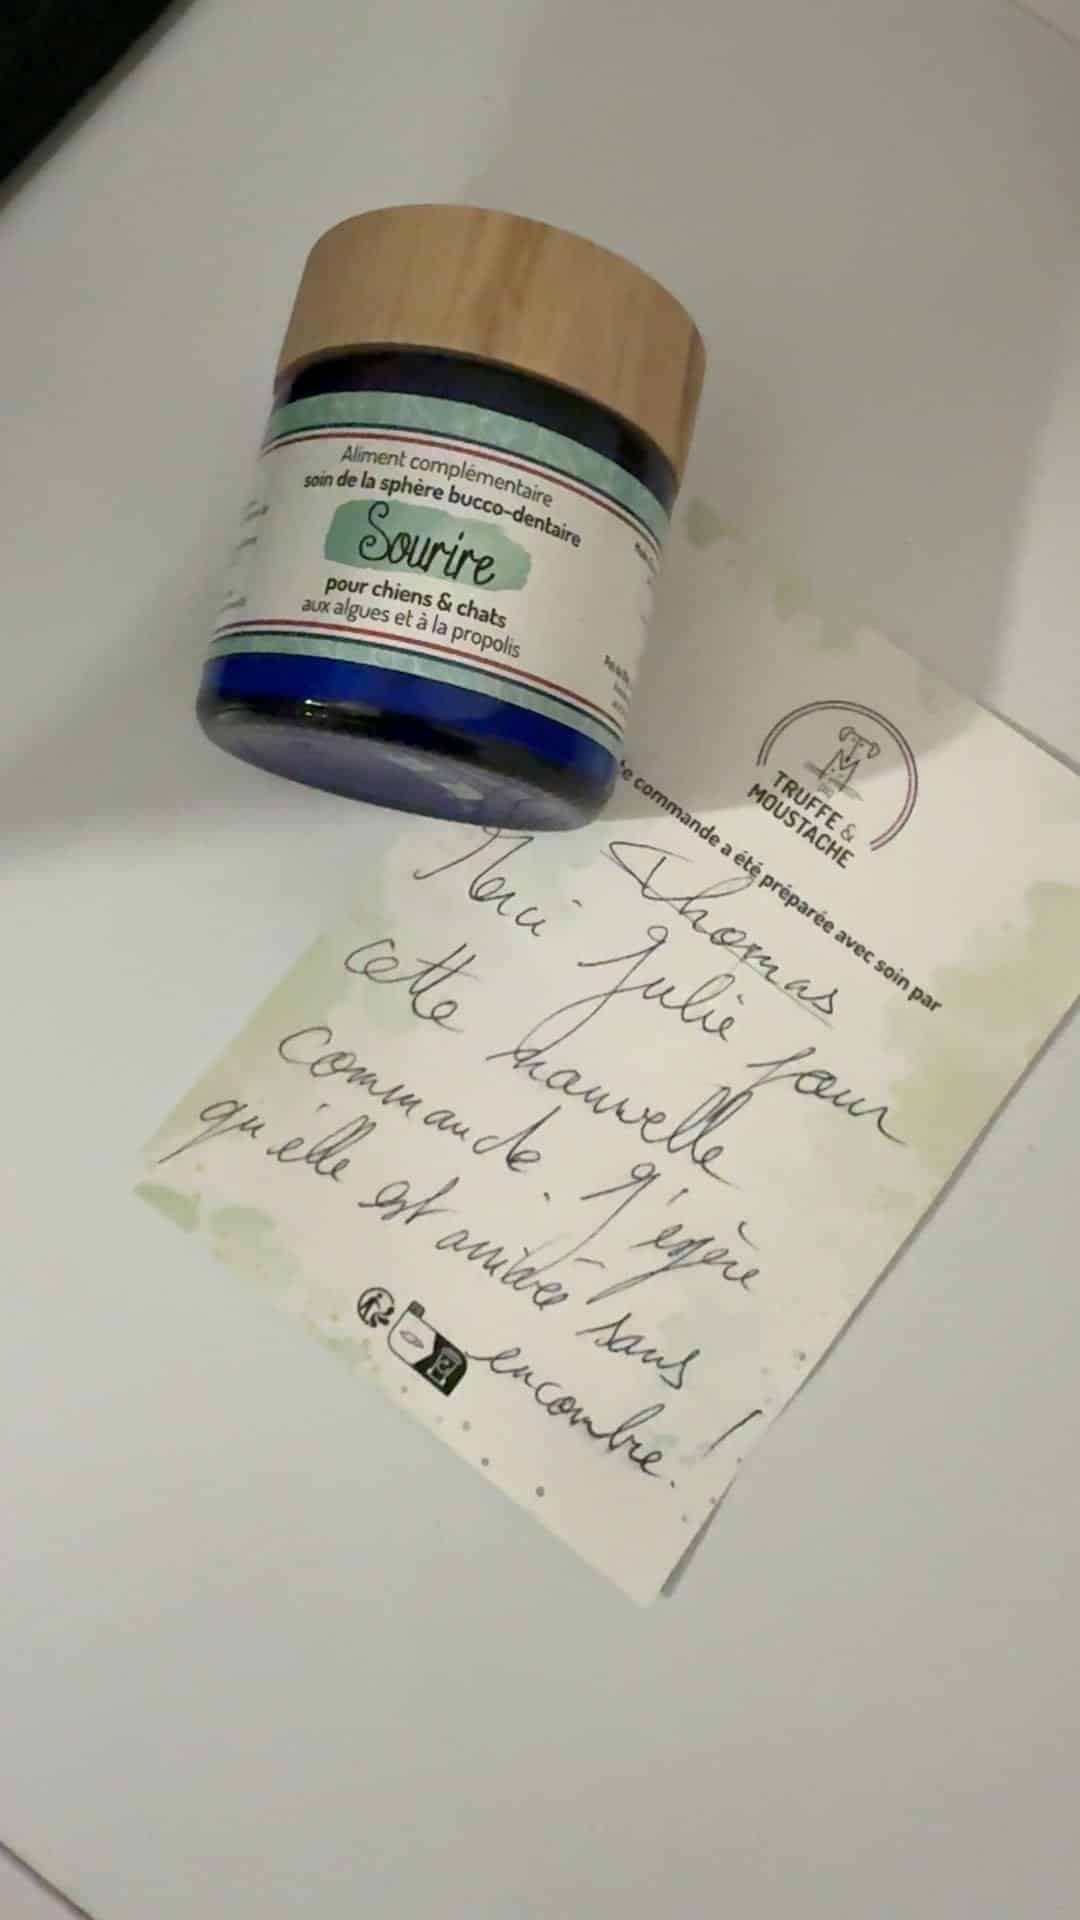 Aliment complémentaire
soin de la sphère bucco-dentaire
Sourire
pour chiens & chats
aux algues et à la propolis
TRUFFE &
MOUSTACHE
commande a été préparée avec soin par
Thomas
Merci Julie pour
cette nouvelle
commande. J'espère
qu'elle est arrivée sans
encombre. !